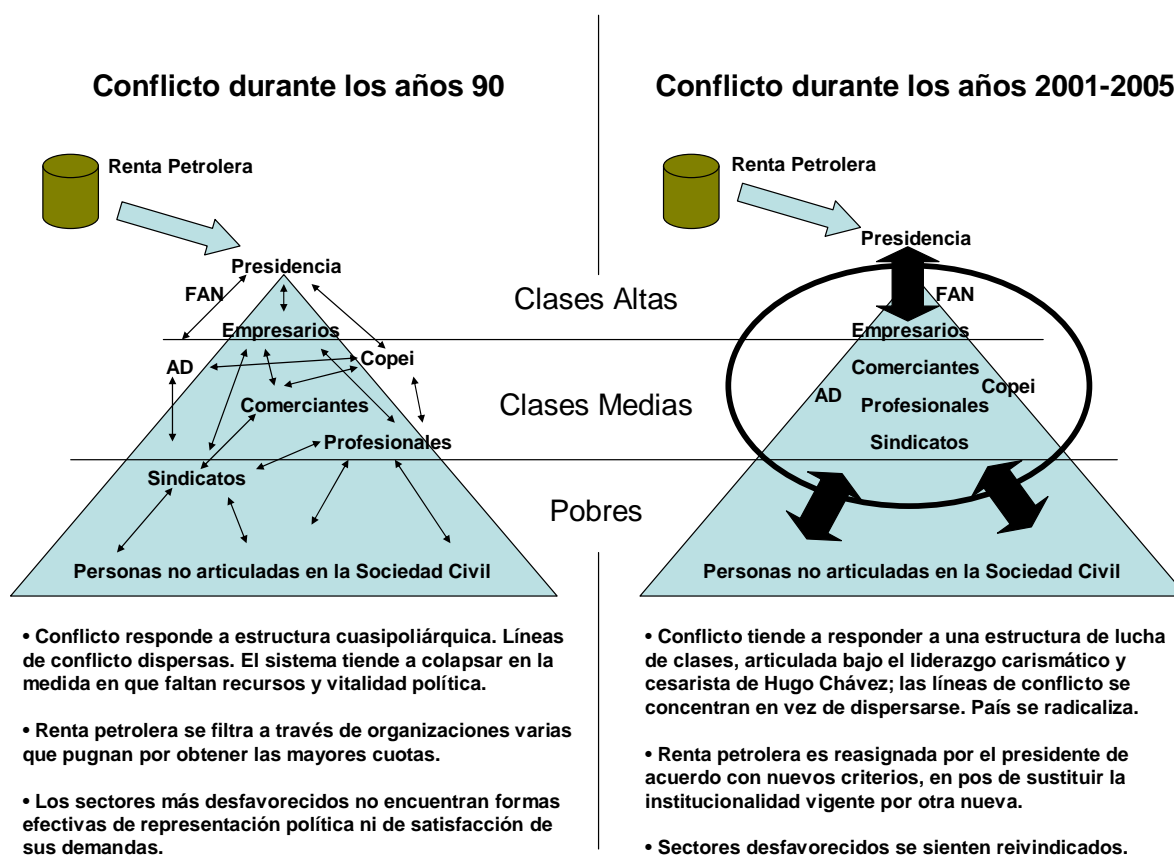 Conflicto durante los años 90
Renta Petrolera
Presidencia
FAN
Empresarios
AD
Copei
Comerciantes
Profesionales
Sindicatos
Personas no articuladas en la Sociedad Civil
• Conflicto responde a estructura cuasipoliárquica. Líneas
de conflicto dispersas. El sistema tiende a colapsar en la
medida en que faltan recursos y vitalidad política.
• Renta petrolera se filtra a través de organizaciones varias
que pugnan por obtener las mayores cuotas.
• Los sectores más desfavorecidos no encuentran formas
efectivas de representación política ni de satisfacción de
sus demandas.
Clases Altas
Clases Medias
Pobres
Conflicto durante los años 2001-2005
Renta Petrolera
Presidencia
FAN
Empresarios
Comerciantes
AD
Copei
Profesionales
Sindicatos
Personas no articuladas en la Sociedad Civil
• Conflicto tiende a responder a una estructura de lucha
de clases, articulada bajo el liderazgo carismático y
cesarista de Hugo Chávez; las líneas de conflicto se
concentran en vez de dispersarse. País se radicaliza.
• Renta petrolera es reasignada por el presidente de
acuerdo con nuevos criterios, en pos de sustituir la
institucionalidad vigente por otra nueva.
• Sectores desfavorecidos se sienten reivindicados.